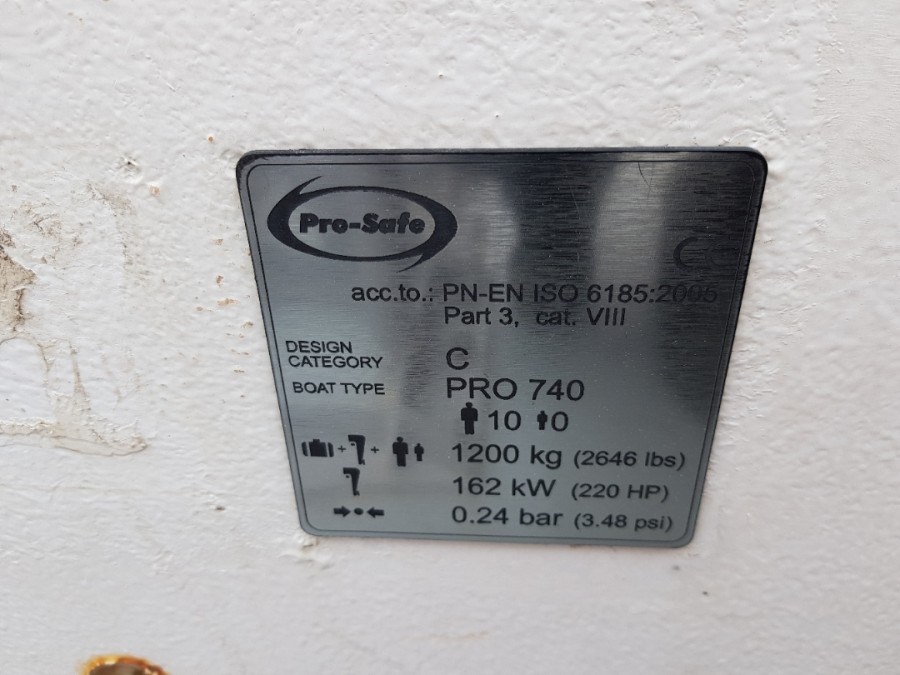 Pro-Safe
CE
acc.to.: PN-EN ISO 6185:2005
Part 3, cat. VIII
DESIGN CATEGORY C
BOAT TYPE PRO 740
10 0
+ + 1200 kg (2646 lbs)
162 kW (220 HP)
0.24 bar (3.48 psi)